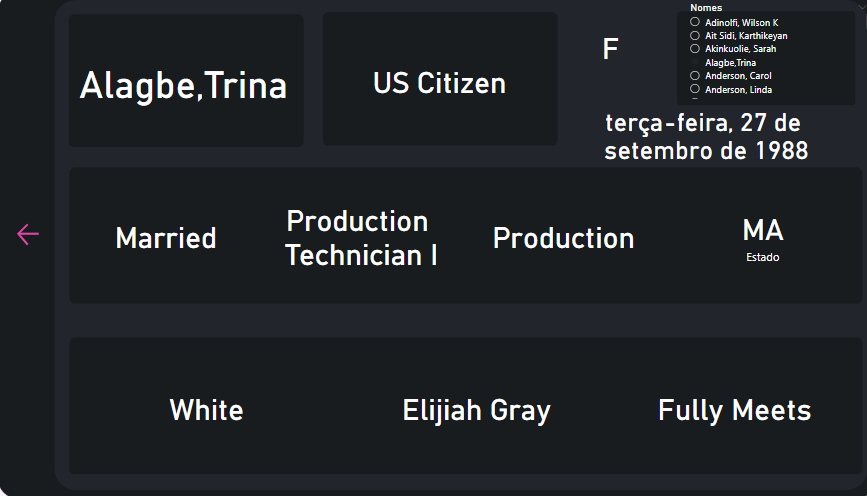 Alagbe,Trina
US Citizen
F
Nomes
Adinolfi, Wilson K
Ait Sidi, Karthikeyan
Akinkuolie, Sarah
Alagbe,Trina
Anderson, Carol
Anderson, Linda
terça-feira, 27 de
setembro de 1988
Married
Production
Technician I
Production
MA
Estado
White
Elijiah Gray
Fully Meets